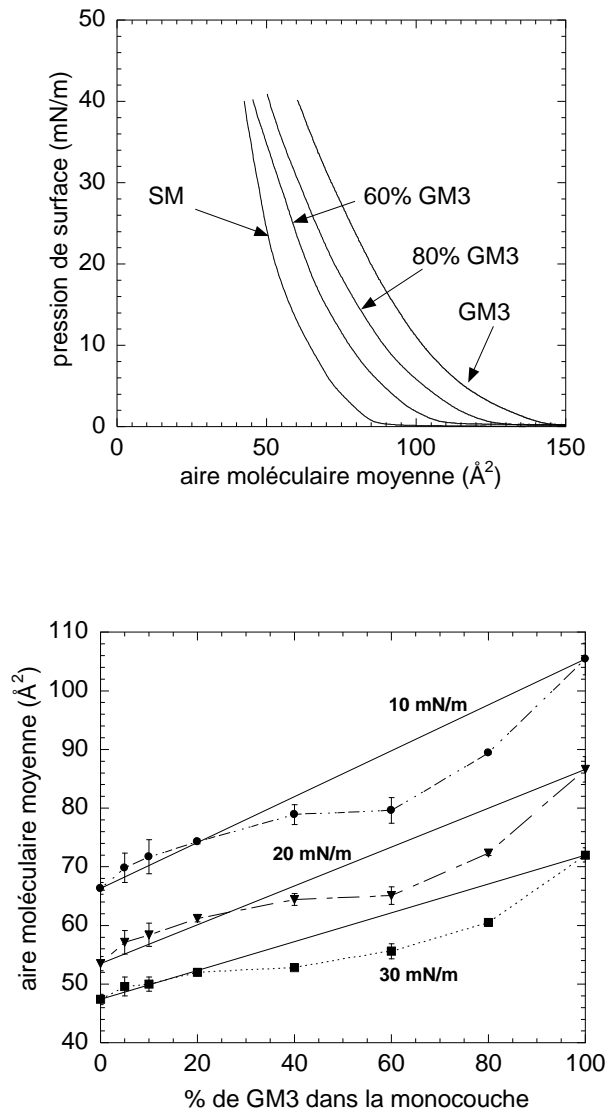 pression de surface (mN/m)
50
40
30
20
10
0
SM
60% GM3
80% GM3
GM3
0
50
100
150
aire moléculaire moyenne (Å²)
aire moléculaire moyenne (Å²)
110
100
90
80
70
60
50
40
10 mN/m
20 mN/m
30 mN/m
0
20
40
60
80
100
% de GM3 dans la monocouche